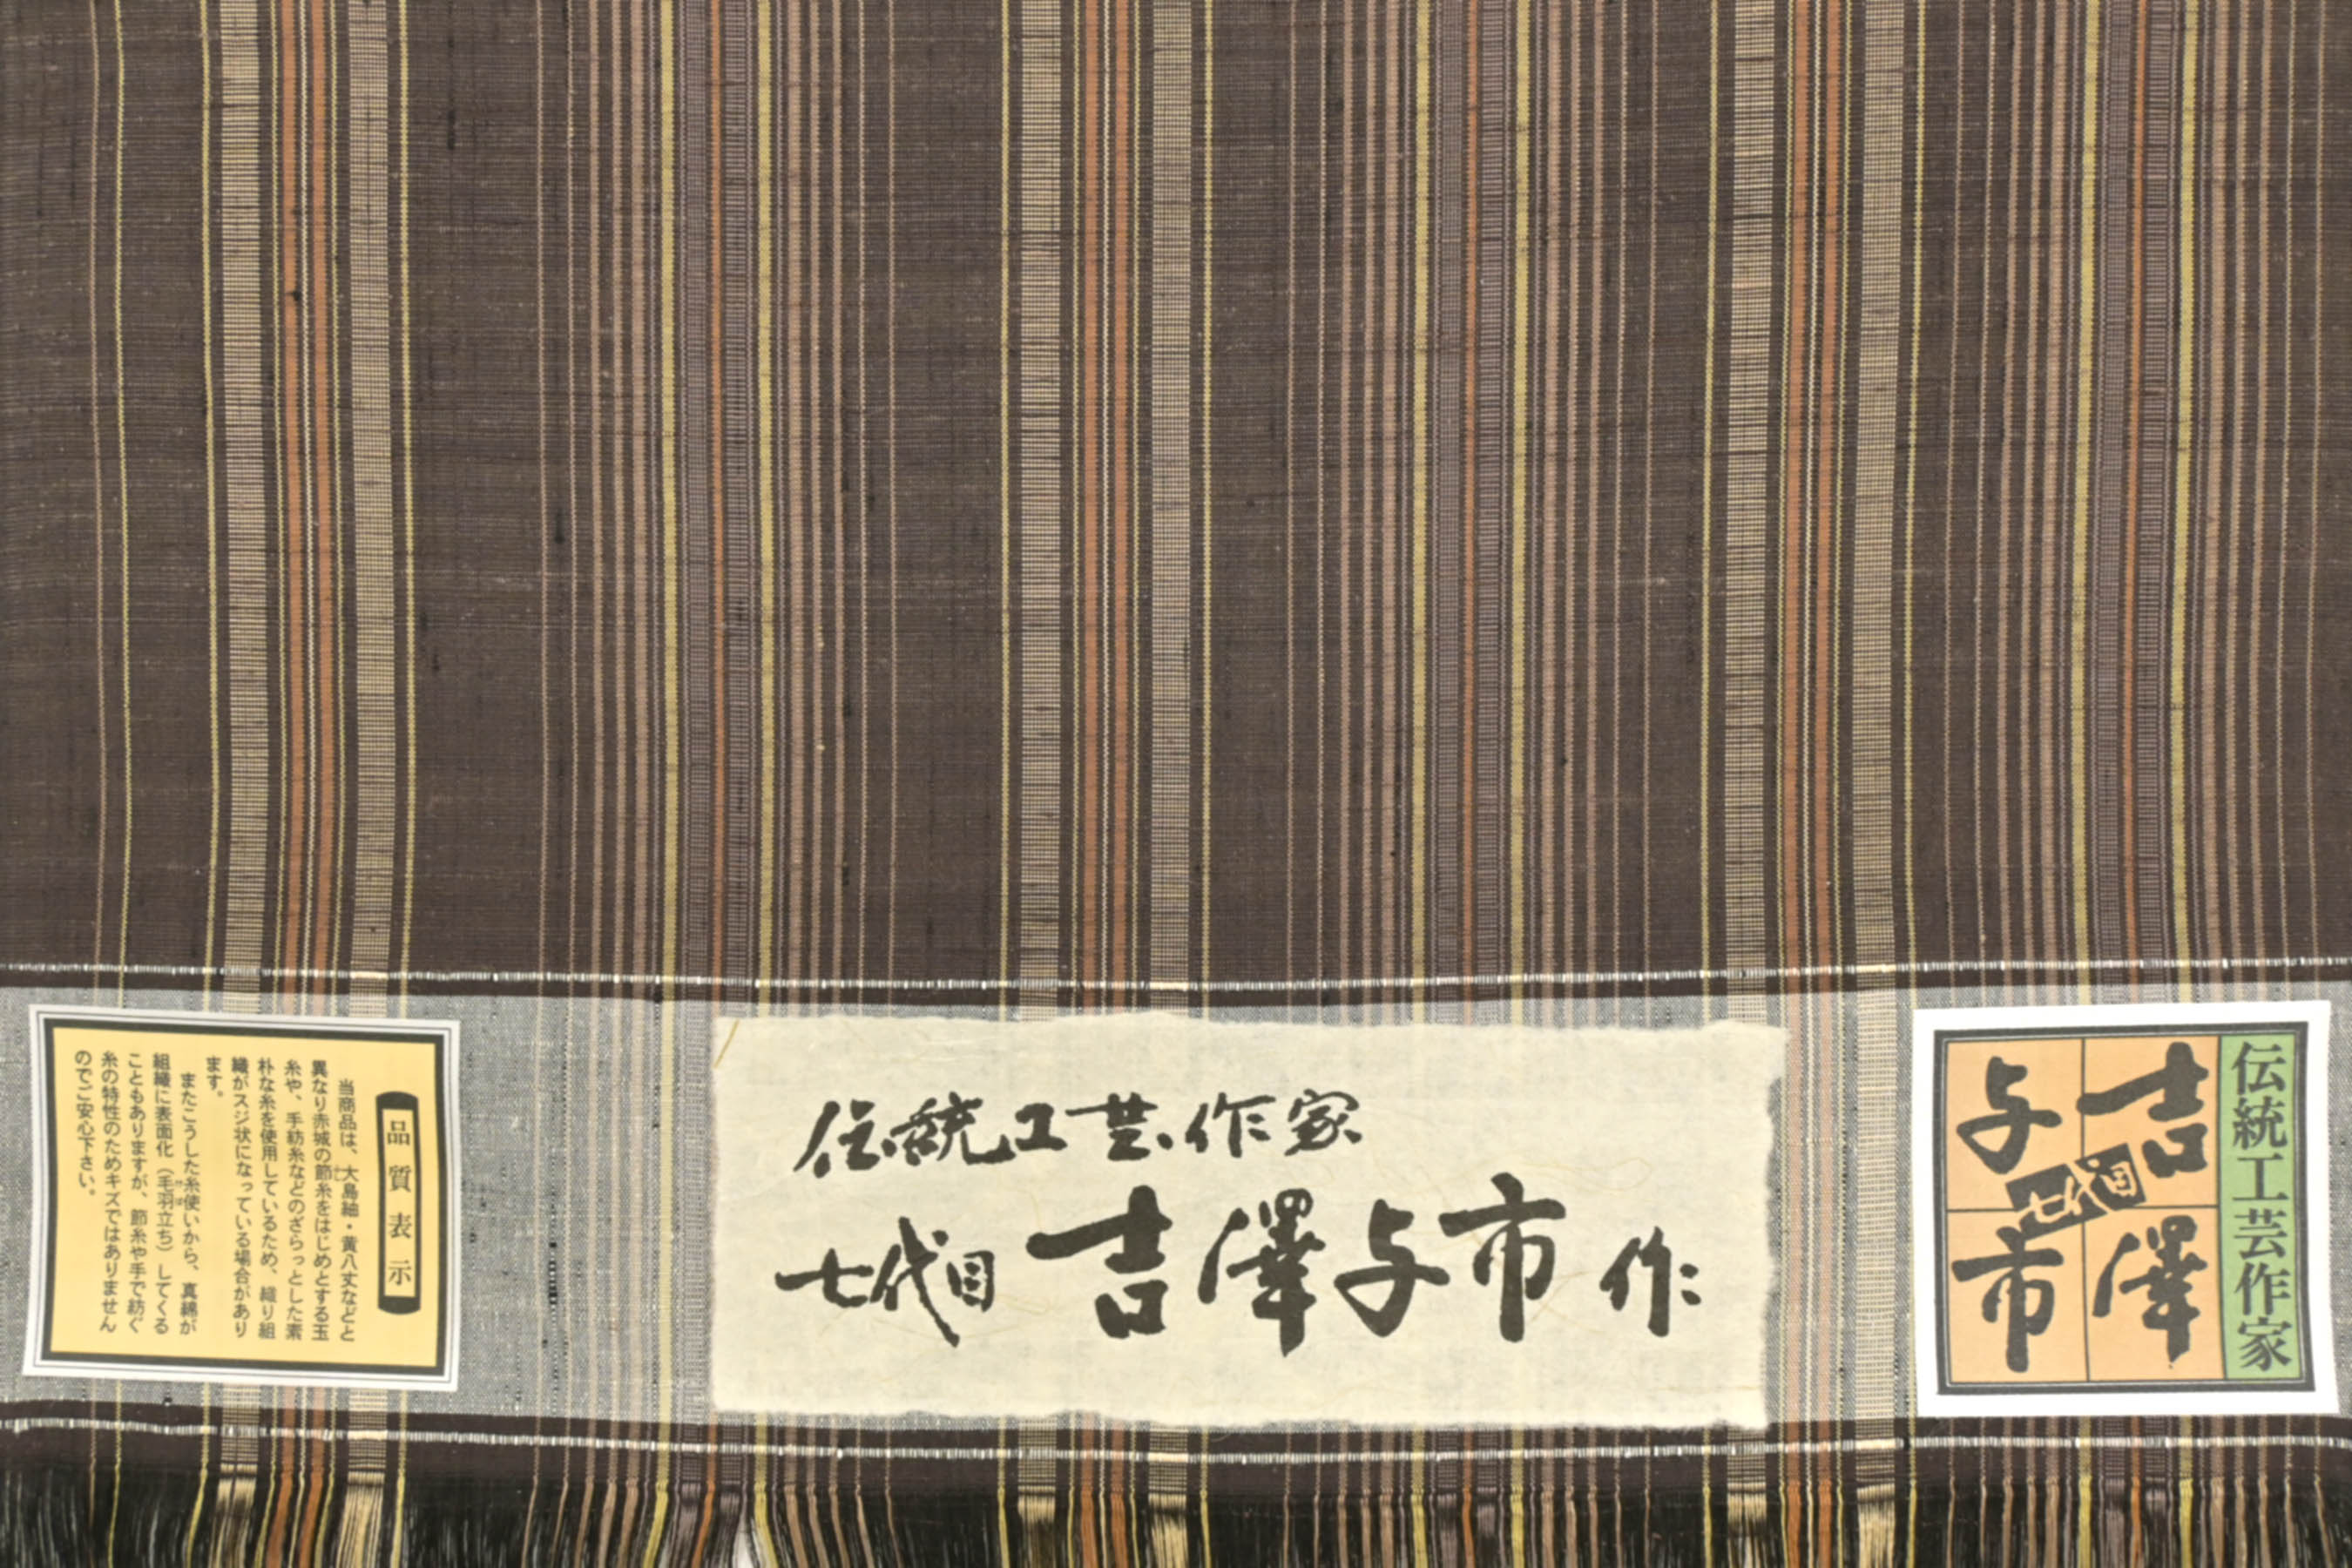 品質表示
当商品は、大島紬・黄八丈などと
異なり赤城の節糸をはじめとする玉
糸や、手紡糸などのざらっとした素
朴な糸を使用しているため、織り組
織がスジ状になっている場合があり
ます。
またこうした糸使いから、真綿が
組織に表面化（毛羽立ち）してくる
こともありますが、節糸や手で紡ぐ
糸の特性のためキズではありません
のでご安心下さい。
伝統工芸作家
七代目 吉澤与市 作
伝統工芸作家
吉澤
与市
七代目